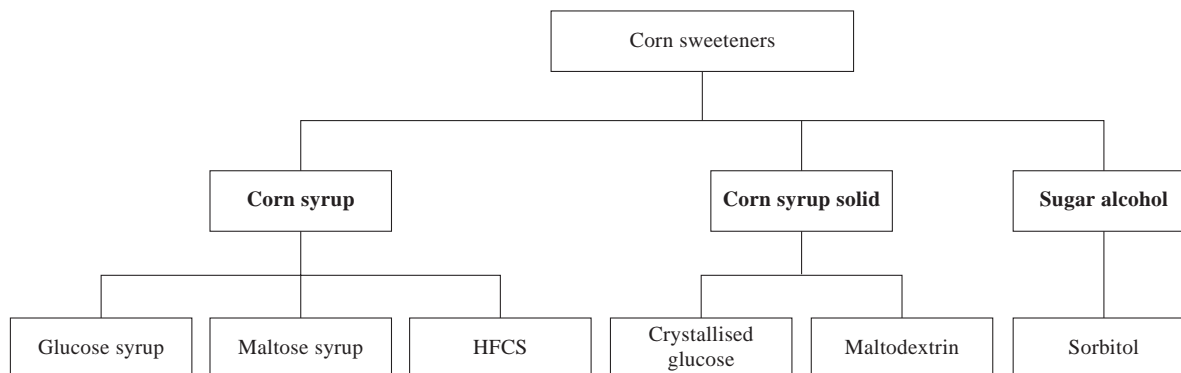 Corn sweeteners
Corn syrup
Corn syrup solid
Sugar alcohol
Glucose syrup
Maltose syrup
HFCS
Crystallised
glucose
Maltodextrin
Sorbitol